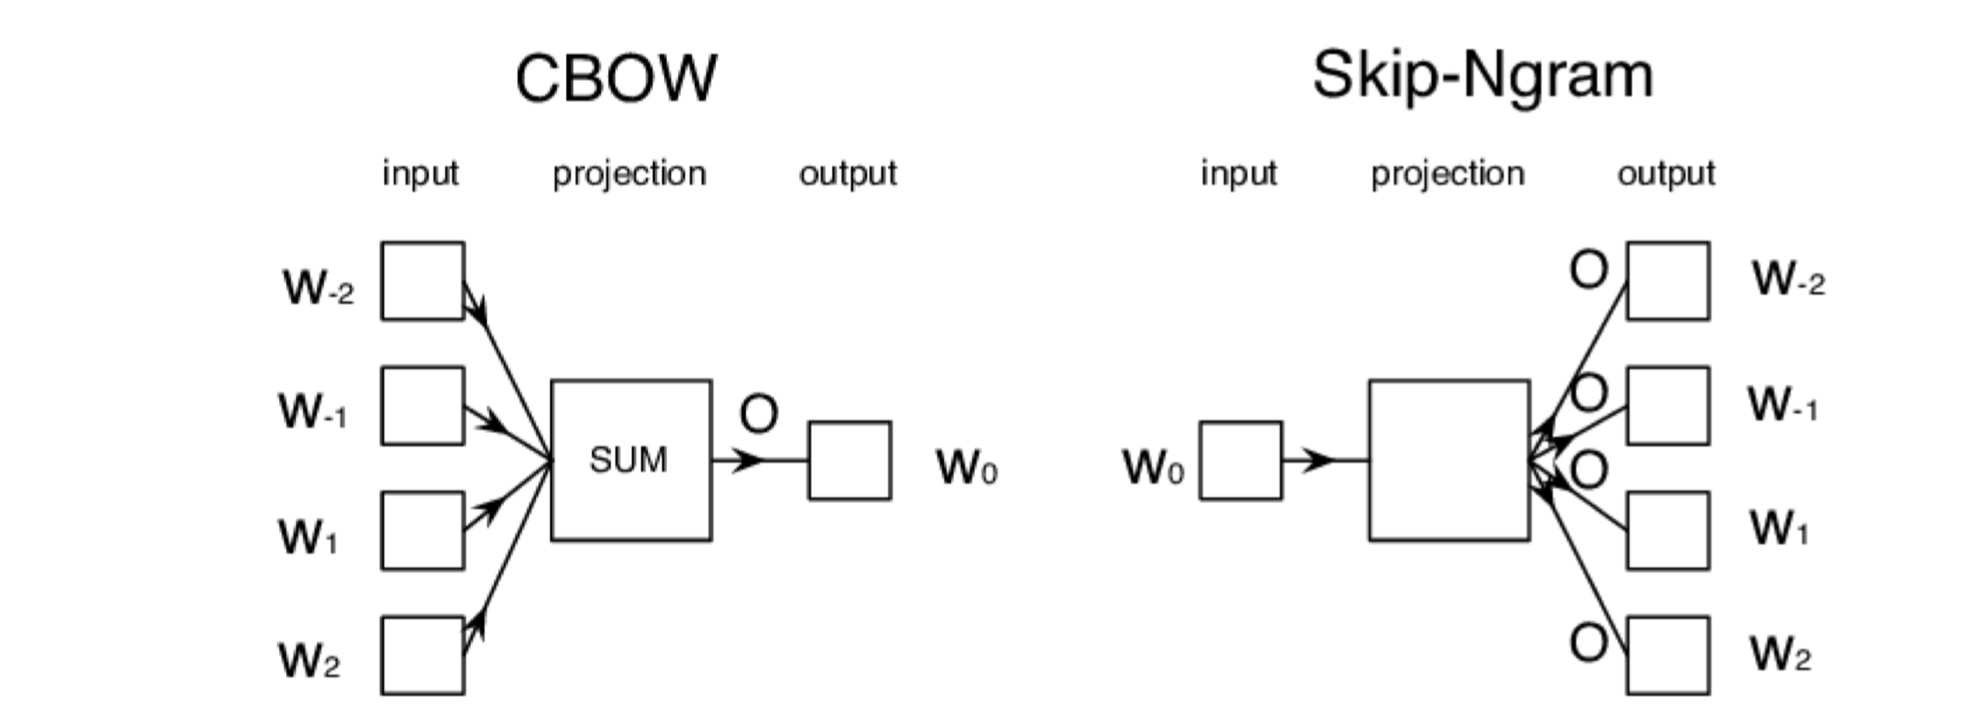 CBOW
input projection output
w-2
w-1
SUM
O
w0
w1
w2
Skip-Ngram
input projection output
w0
O
w-2
O
w-1
O
w1
O
w2